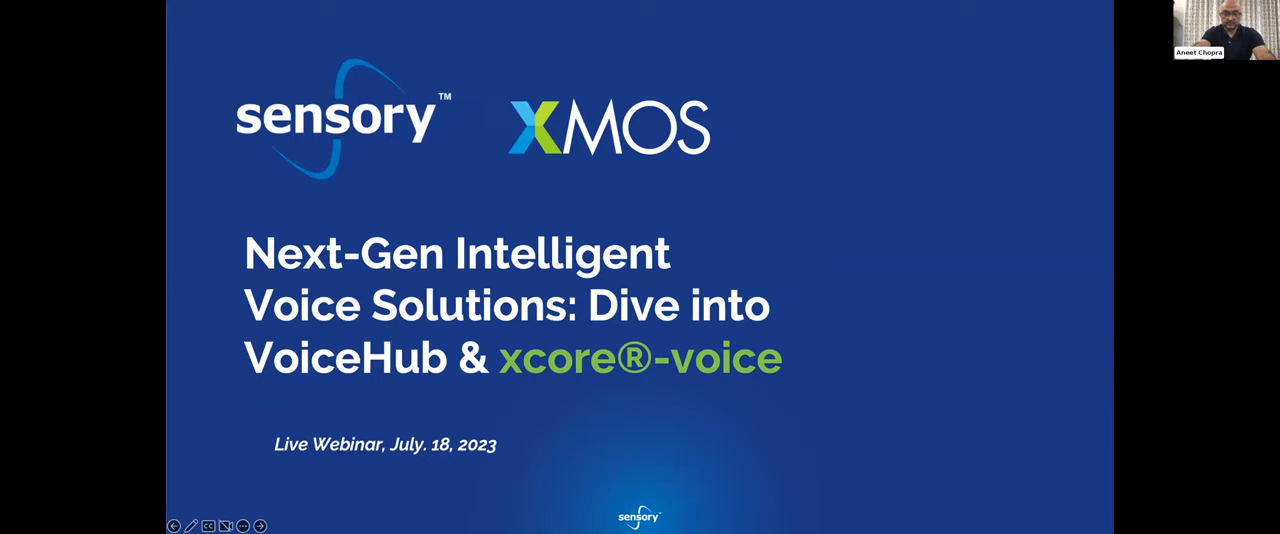 Aneet Chopra
sensory™
XMOS
Next-Gen Intelligent
Voice Solutions: Dive into
VoiceHub & xcore®-voice
Live Webinar, July. 18, 2023
CC
sensory